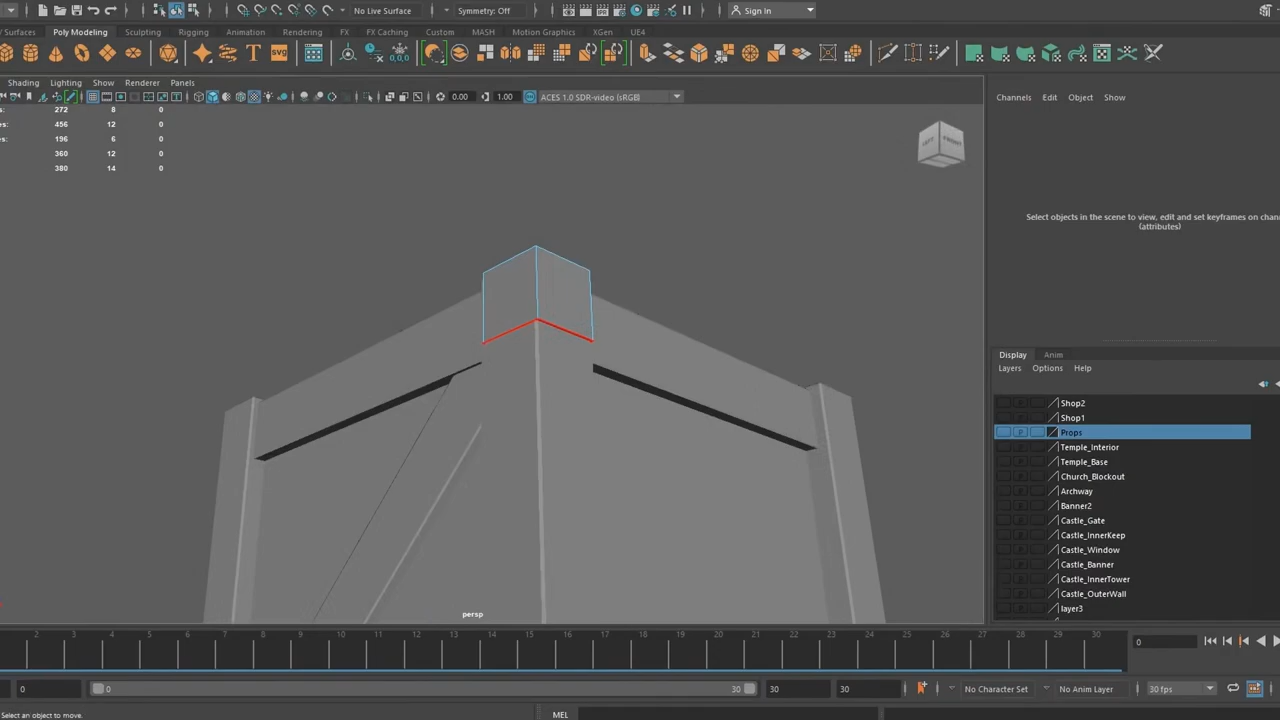 No Live Surface
Symmetry: Off
Sign In
Surfaces
Poly Modeling
Sculpting
Rigging
Animation
Rendering
FX
FX Caching
Custom
MASH
Motion Graphics
XGen
UE4
Shading
Lighting
Show
Renderer
Panels
0.00
1.00
ACES 1.0 SDR-video (sRGB)
s: 272 8 0
es: 456 12 0
es: 196 6 0
360 12 0
380 14 0
LEFT FRONT
persp
Channels
Edit
Object
Show
Select objects in the scene to view, edit and set keyframes on chan
(attributes)
Display
Anim
Layers
Options
Help
Shop2
Shop1
P Props
Temple_Interior
Temple_Base
Church_Blockout
Archway
Banner2
Castle_Gate
Castle_InnerKeep
Castle_Window
Castle_Banner
Castle_InnerTower
Castle_OuterWall
layer3
2 3 4 5 6 7 8 9 10 11 12 13 14 15 16 17 18 19 20 21 22 23 24 25 26 27 28 29 30
0
0
0
30
30
30
No Character Set
No Anim Layer
30 fps
Select an object to move.
MEL